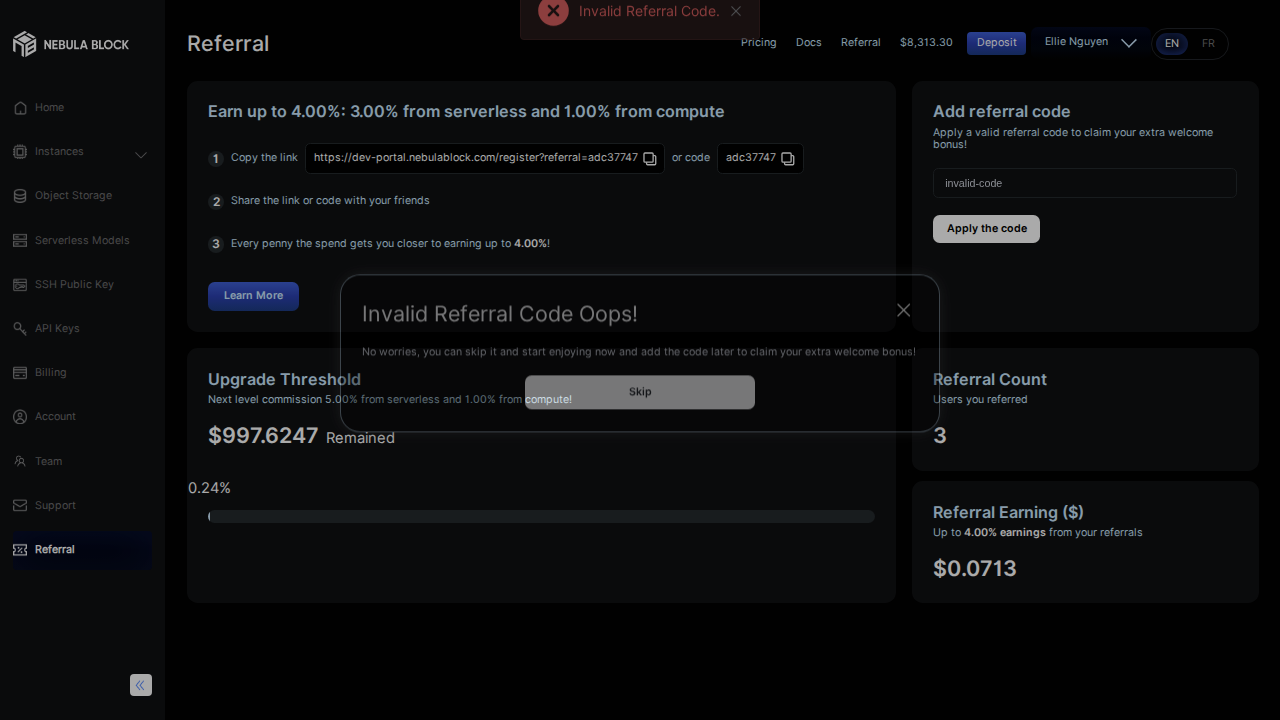 Invalid Referral Code.
NEBULA BLOCK
Referral
Pricing
Docs
Referral
$8,313.30
Deposit
Ellie Nguyen
EN
FR
Home
Instances
Object Storage
Serverless Models
SSH Public Key
API Keys
Billing
Account
Team
Support
Referral
Earn up to 4.00%: 3.00% from serverless and 1.00% from compute
1 Copy the link https://dev-portal.nebulablock.com/register?referral=adc37747 or code adc37747
2 Share the link or code with your friends
3 Every penny the spend gets you closer to earning up to 4.00%!
Learn More
Add referral code
Apply a valid referral code to claim your extra welcome
bonus!
invalid-code
Apply the code
Invalid Referral Code Oops!
No worries, you can skip it and start enjoying now and add the code later to claim your extra welcome bonus!
Skip
Upgrade Threshold
Next level commission 5.00% from serverless and 1.00% from compute!
$997.6247 Remained
0.24%
Referral Count
Users you referred
3
Referral Earning ($)
Up to 4.00% earnings from your referrals
$0.0713